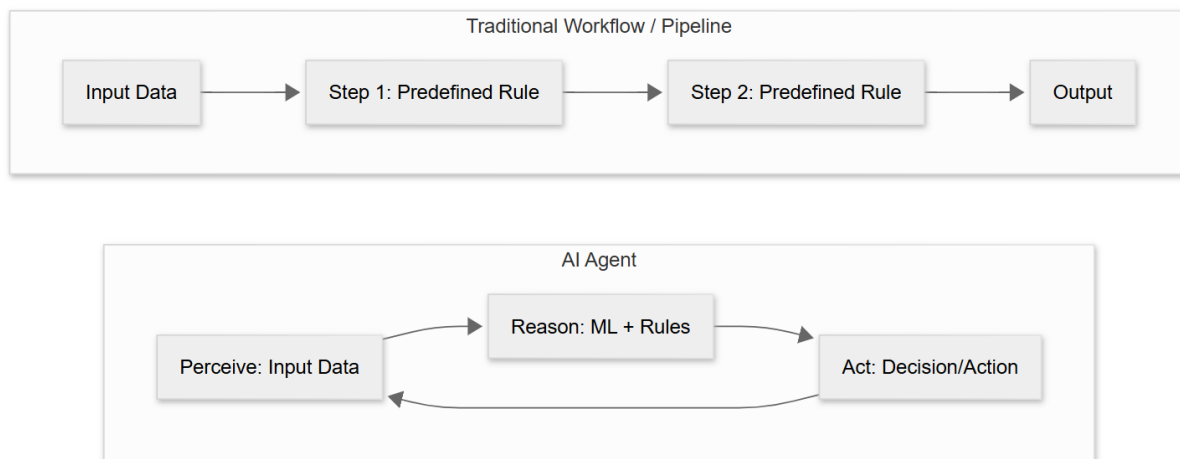 Traditional Workflow / Pipeline
Input Data
Step 1: Predefined Rule
Step 2: Predefined Rule
Output
AI Agent
Perceive: Input Data
Reason: ML + Rules
Act: Decision/Action